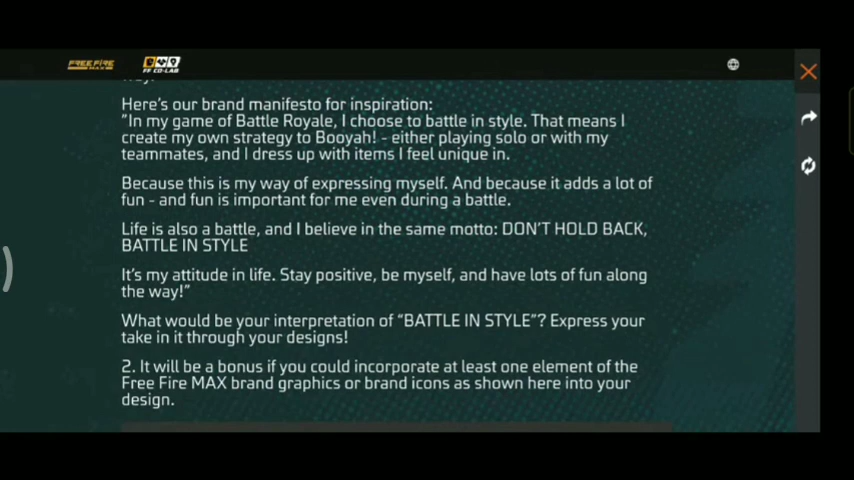 FREE FIRE
MAX
FF CO-LAB
Here's our brand manifesto for inspiration:
"In my game of Battle Royale, I choose to battle in style. That means I
create my own strategy to Booyah! - either playing solo or with my
teammates, and I dress up with items I feel unique in.
Because this is my way of expressing myself. And because it adds a lot of
fun - and fun is important for me even during a battle.
Life is also a battle, and I believe in the same motto: DON'T HOLD BACK,
BATTLE IN STYLE
It's my attitude in life. Stay positive, be myself, and have lots of fun along
the way!"
What would be your interpretation of "BATTLE IN STYLE"? Express your
take in it through your designs!
2. It will be a bonus if you could incorporate at least one element of the
Free Fire MAX brand graphics or brand icons as shown here into your
design.